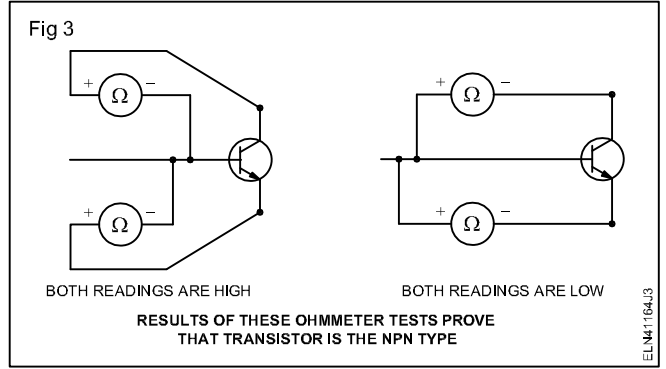 Fig 3
+ Ω −
+ Ω −
+ Ω −
+ Ω −
BOTH READINGS ARE HIGH
BOTH READINGS ARE LOW
RESULTS OF THESE OHMMETER TESTS PROVE
THAT TRANSISTOR IS THE NPN TYPE
ELN41164J3